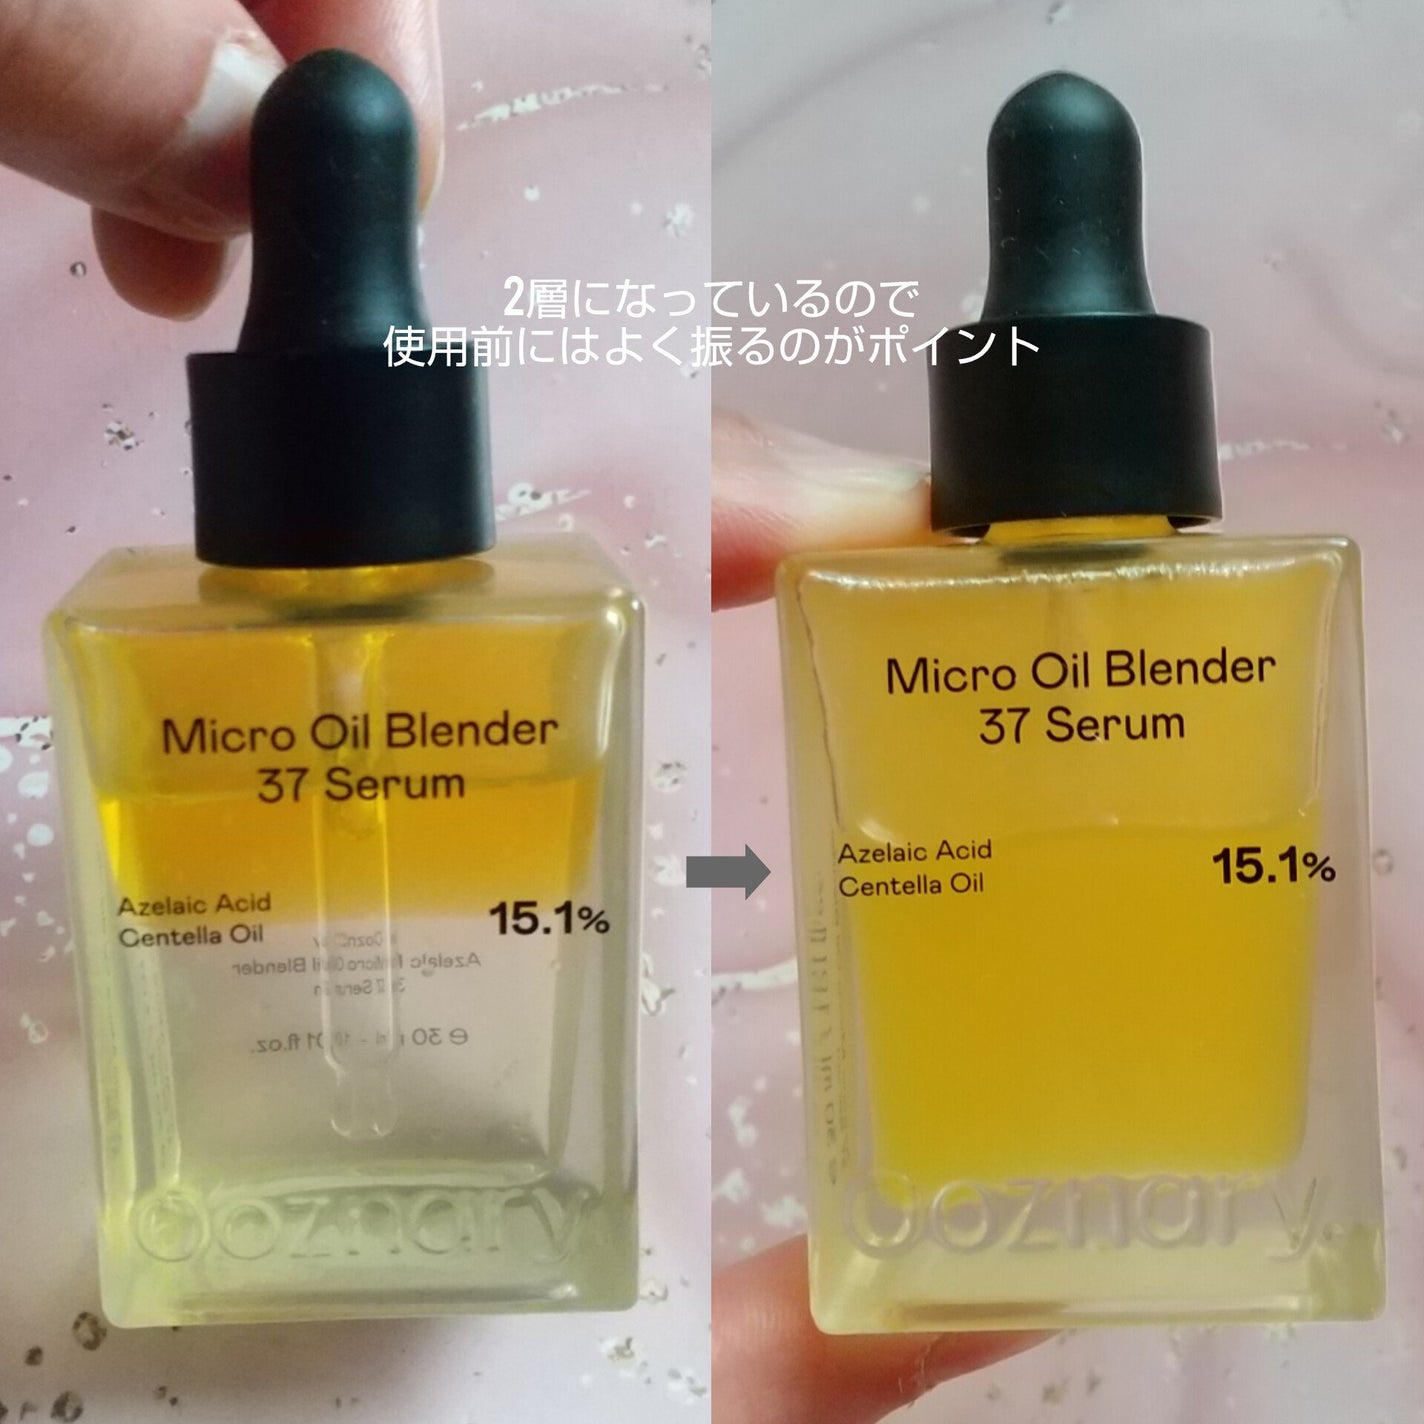 2層になっているので
使用前にはよく振るのがポイント
Micro Oil Blender
37 Serum
Azelaic Acid
Centella Oil
15.1%
Ooznary.
Micro Oil Blender
37 Serum
Azelaic Acid
Centella Oil
15.1%
Ooznary.